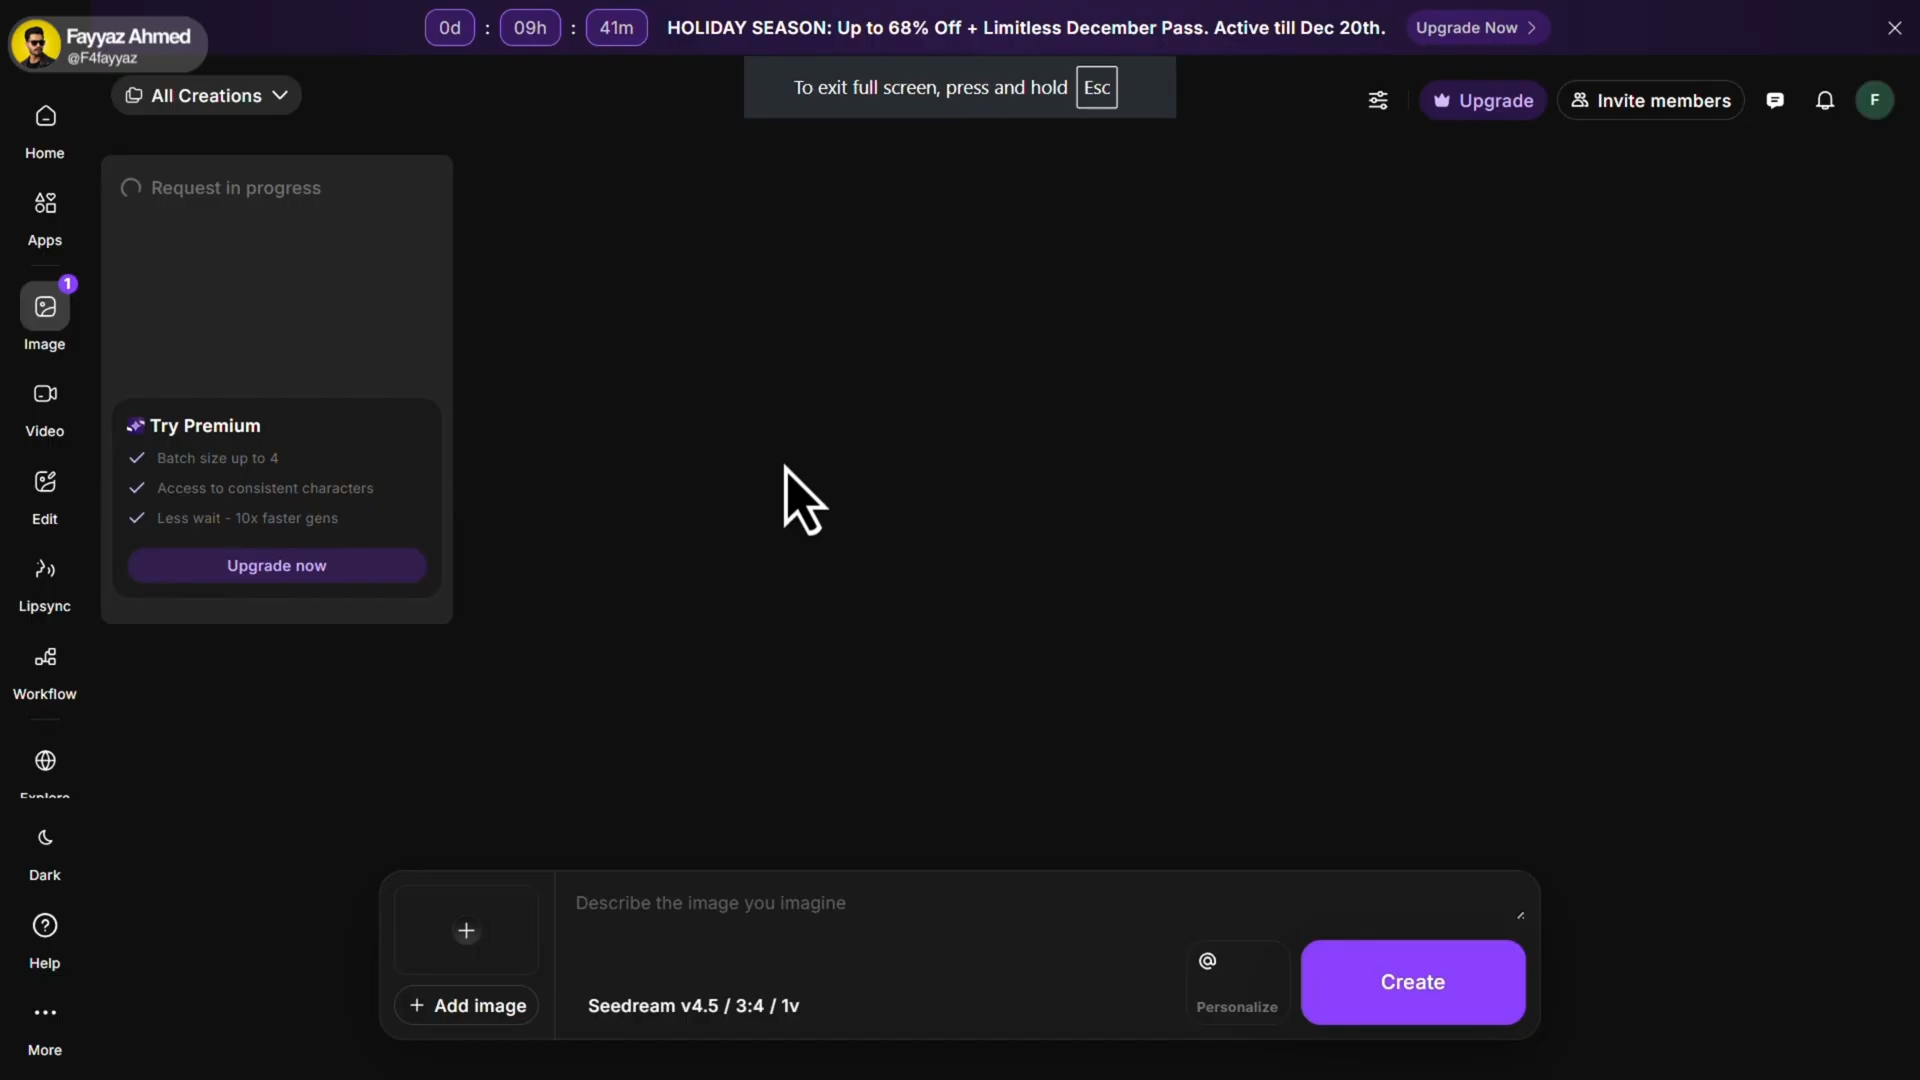 Fayyaz Ahmed
@F4fayyaz
0d : 09h : 41m HOLIDAY SEASON: Up to 68% Off + Limitless December Pass. Active till Dec 20th. Upgrade Now
To exit full screen, press and hold Esc
All Creations
Upgrade
Invite members
F
Home
Apps
1
Image
Video
Edit
Lipsync
Workflow
Explore
Dark
Help
More
Request in progress
Try Premium
Batch size up to 4
Access to consistent characters
Less wait - 10x faster gens
Upgrade now
Describe the image you imagine
+ Add image
Seedream v4.5 / 3:4 / 1v
@
Personalize
Create